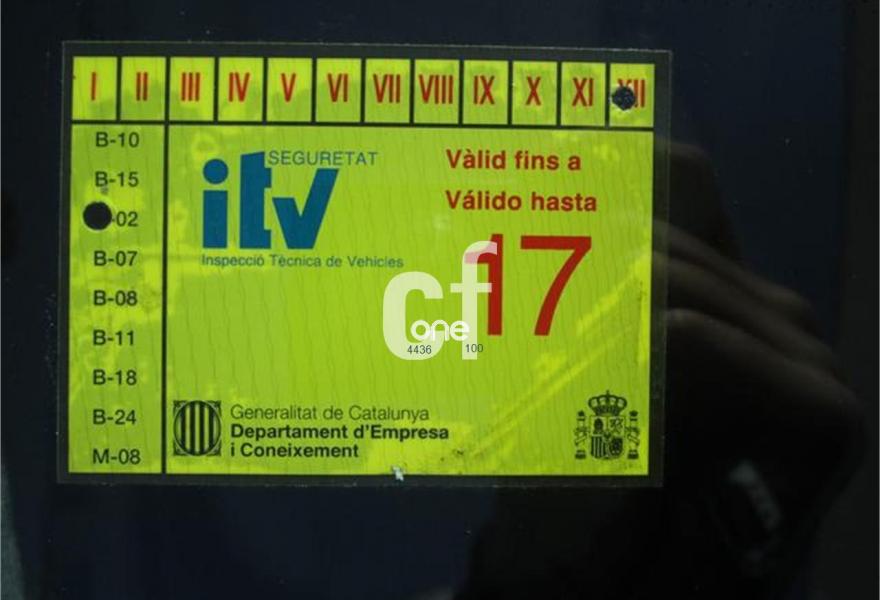 I II III IV V VI VII VIII IX X XI XII
B-10
B-15
02
B-07
B-08
B-11
B-18
B-24
M-08
SEGURETAT
itv
Inspecció Tècnica de Vehicles
Vàlid fins a
Válido hasta
17
cf
one
4436 100
Generalitat de Catalunya
Departament d'Empresa
i Coneixement